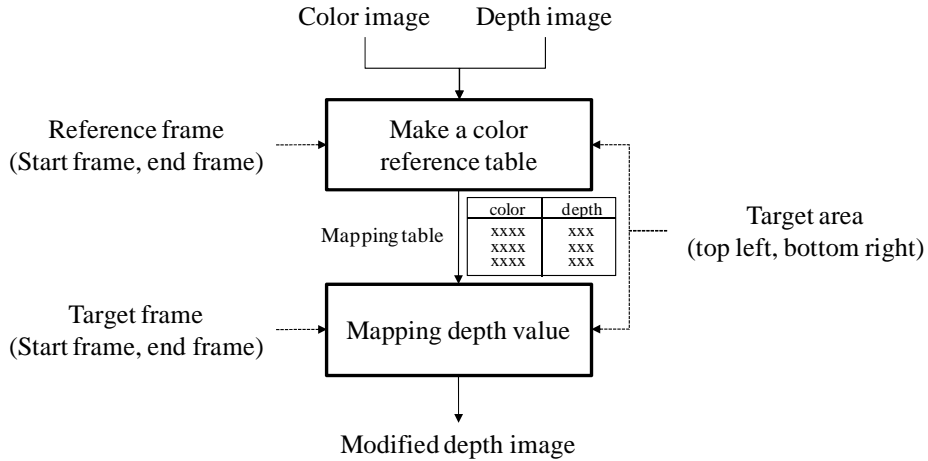 Color image
Depth image
Reference frame
(Start frame, end frame)
Make a color
reference table
Mapping table
color depth
xxxx xxx
xxxx xxx
xxxx xxx
Target area
(top left, bottom right)
Target frame
(Start frame, end frame)
Mapping depth value
Modified depth image